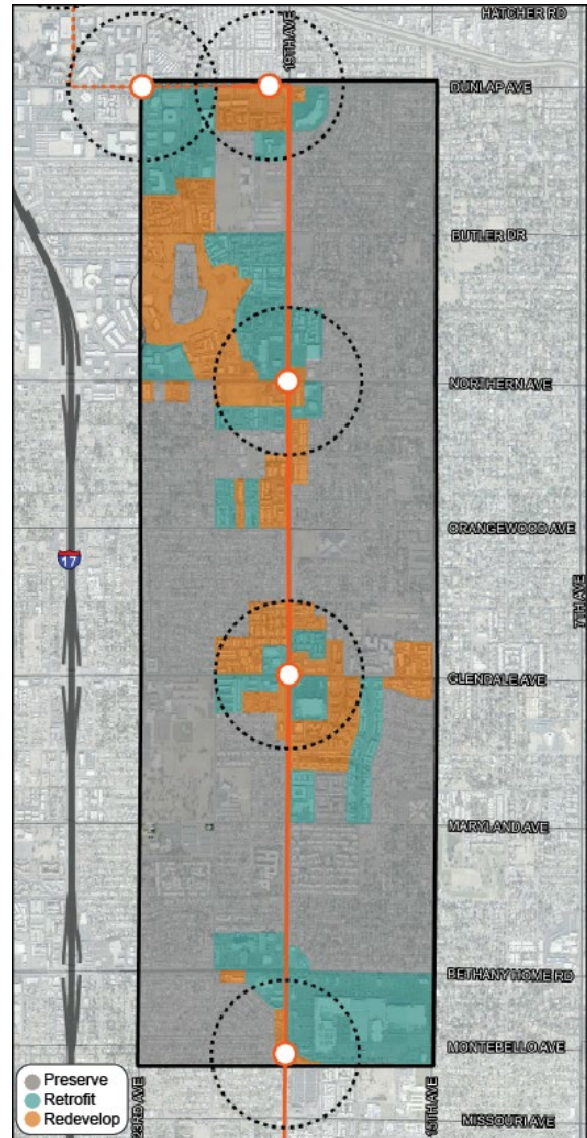 HATCHER RD
19TH AVE
DUNLAP AVE
BUTLER DR
NORTHERN AVE
ORANGEWOOD AVE
17
7TH AVE
GLENDALE AVE
MARYLAND AVE
BETHANY HOME RD
MONTEBELLO AVE
Preserve
Retrofit
Redevelop
23RD AVE
15TH AVE
MISSOURI AVE